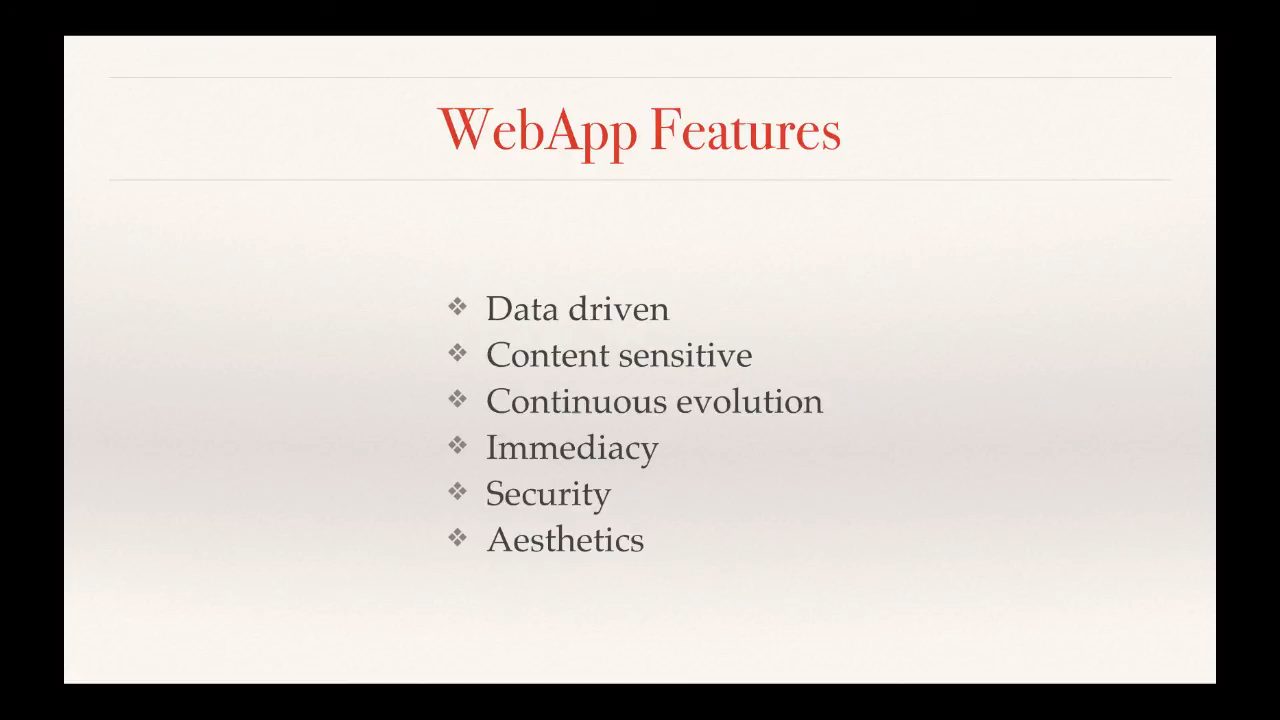 WebApp Features
❖ Data driven
❖ Content sensitive
❖ Continuous evolution
❖ Immediacy
❖ Security
❖ Aesthetics